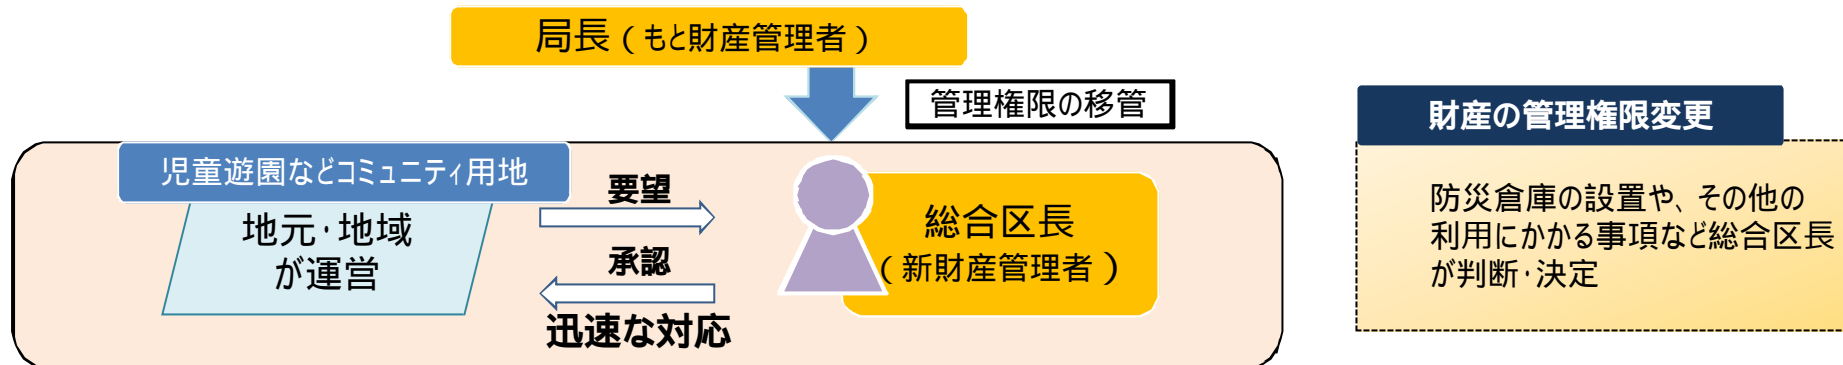 局長（もと財産管理者）
管理権限の移管
児童遊園などコミュニティ用地
地元・地域
が運営
要望
承認
迅速な対応
総合区長
（新財産管理者）
財産の管理権限変更
防災倉庫の設置や、その他の
利用にかかる事項など総合区長
が判断・決定